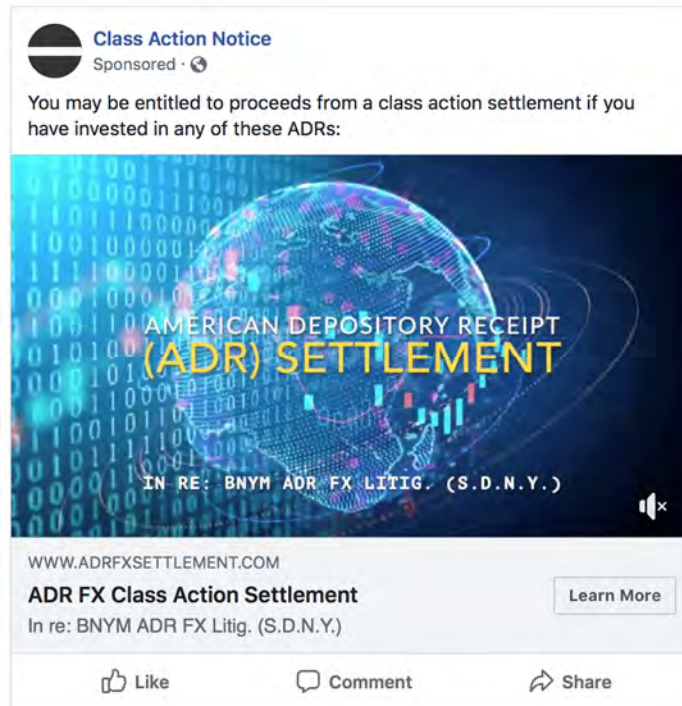 Class Action Notice
Sponsored ·
You may be entitled to proceeds from a class action settlement if you
have invested in any of these ADRs:
AMERICAN DEPOSITORY RECEIPT
(ADR) SETTLEMENT
IN RE: BNYM ADR FX LITIG. (S.D.N.Y.)
WWW.ADRFXSETTLEMENT.COM
ADR FX Class Action Settlement
Learn More
In re: BNYM ADR FX Litig. (S.D.N.Y.)
Like
Comment
Share